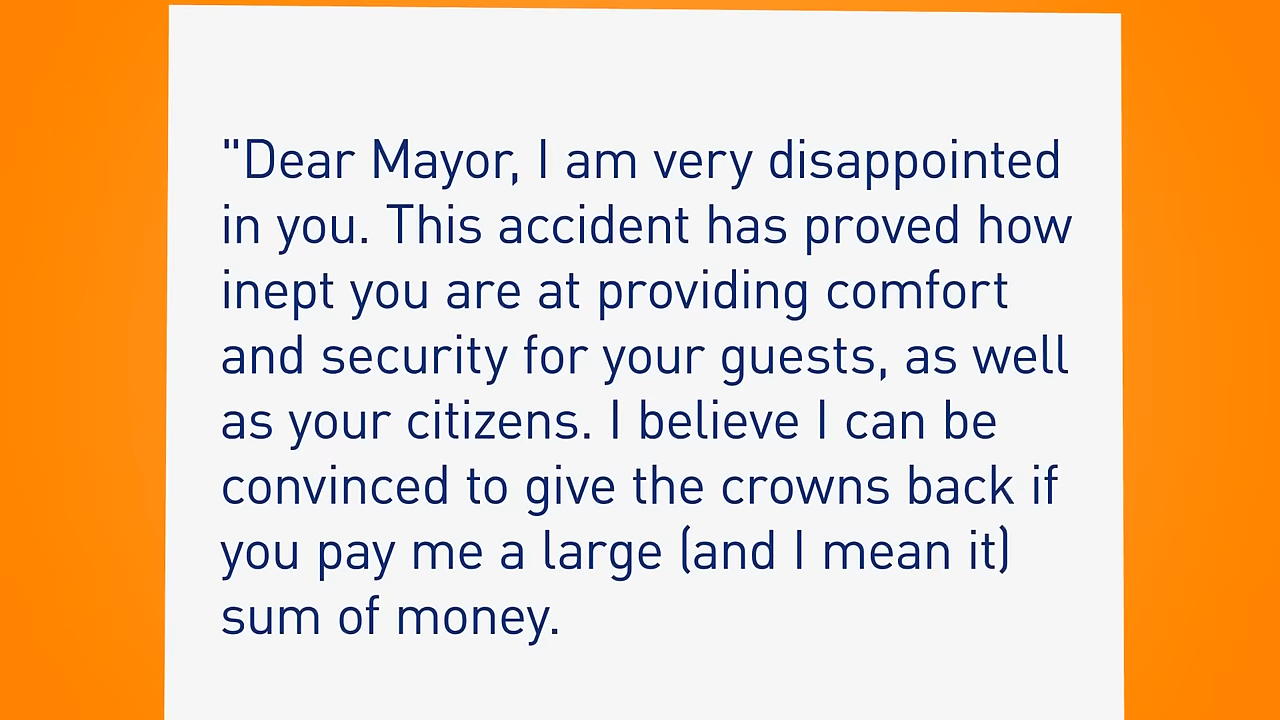 "Dear Mayor, I am very disappointed
in you. This accident has proved how
inept you are at providing comfort
and security for your guests, as well
as your citizens. I believe I can be
convinced to give the crowns back if
you pay me a large (and I mean it)
sum of money.